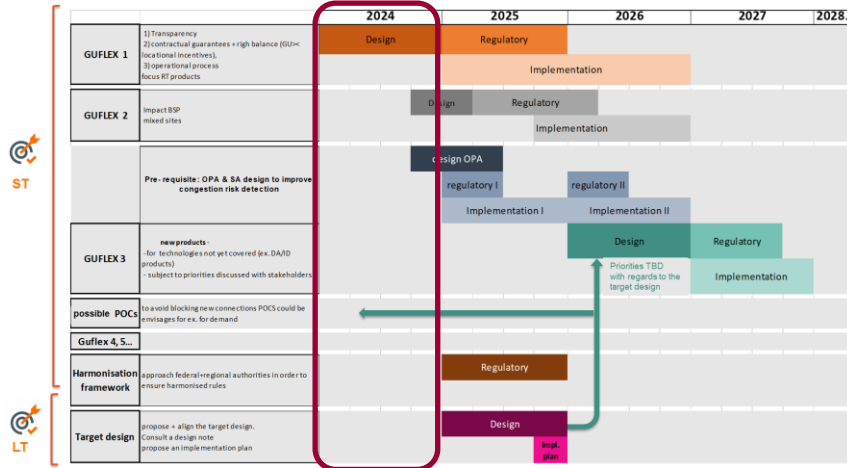 2024 2025 2026 2027 2028.
GUFLEX 1
1) Transparency
2) contractual guarantees + righ balance (GU><
locational incentives),
3) operational process
focus RT products
Design
Regulatory
Implementation
GUFLEX 2
Impact BSP
mixed sites
Design
Regulatory
Implementation
ST
Pre- requisite: OPA & SA design to improve
congestion risk detection
design OPA
regulatory I
regulatory II
Implementation I
Implementation II
GUFLEX 3
new products -
-for technologies not yet covered (ex. DA/ID
products)
- subject to priorities discussed with stakeholders
Design
Regulatory
Priorities TBD
with regards to the
target design
Implementation
possible POCs
to avoid blocking new connections POCS could be
envisages for ex. for demand
Guflex 4, 5...
Harmonisation
framework
approach federal+regional authorities in order to
ensure harmonised rules
Regulatory
LT
Target design
propose + align the target design.
Consult a design note
propose an implementation plan
Design
Impl.
plan